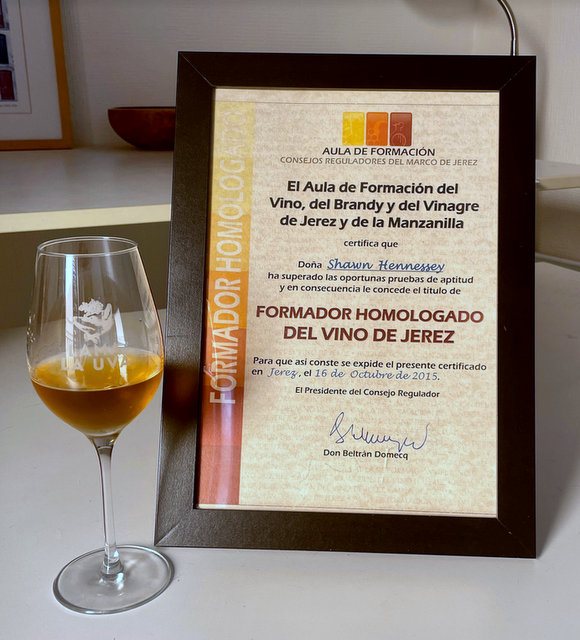 AULA DE FORMACIÓN
CONSEJOS REGULADORES DEL MARCO DE JEREZ
El Aula de Formación del
Vino, del Brandy y del Vinagre
de Jerez y de la Manzanilla
certifica que
Doña Shawn Hennessey
ha superado las oportunas pruebas de aptitud
y en consecuencia le concede el titulo de
FORMADOR HOMOLOGADO
DEL VINO DE JEREZ
Para que así conste se expide el presente certificado
en Jerez, el 16 de Octubre de 2015.
El Presidente del Consejo Regulador
Don Beltrán Domecq
FORMADOR HOMOLOGADO
LA UVA